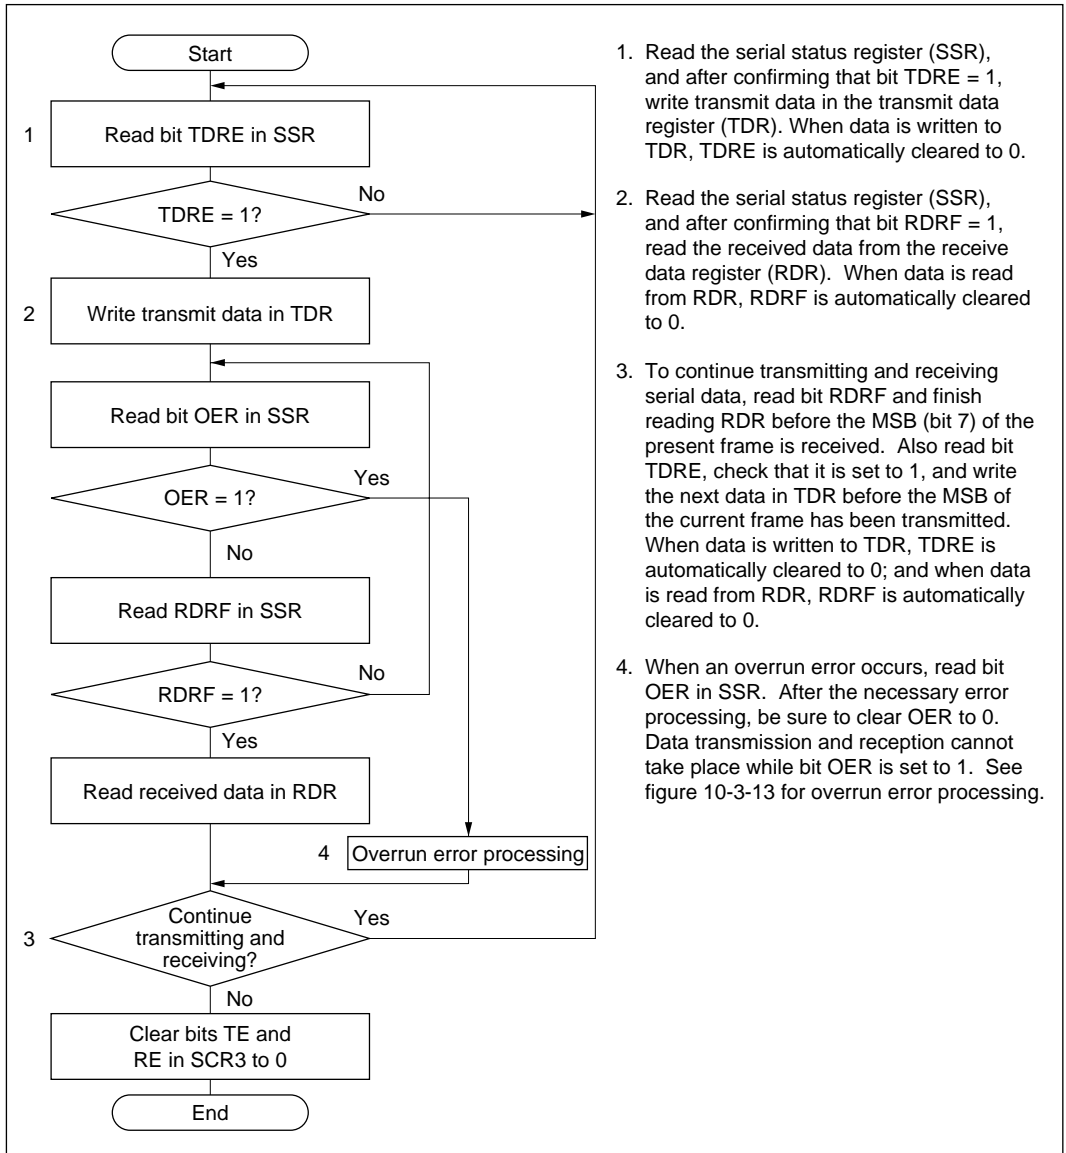 Start
1
Read bit TDRE in SSR
No
TDRE = 1?
Yes
2
Write transmit data in TDR
Read bit OER in SSR
Yes
OER = 1?
No
Read RDRF in SSR
No
RDRF = 1?
Yes
Read received data in RDR
4
Overrun error processing
Continue
transmitting and
receiving?
Yes
3
No
Clear bits TE and
RE in SCR3 to 0
End
1. Read the serial status register (SSR),
and after confirming that bit TDRE = 1,
write transmit data in the transmit data
register (TDR). When data is written to
TDR, TDRE is automatically cleared to 0.
2. Read the serial status register (SSR),
and after confirming that bit RDRF = 1,
read the received data from the receive
data register (RDR).  When data is read
from RDR, RDRF is automatically cleared
to 0.
3. To continue transmitting and receiving
serial data, read bit RDRF and finish
reading RDR before the MSB (bit 7) of the
present frame is received.  Also read bit
TDRE, check that it is set to 1, and write
the next data in TDR before the MSB of
the current frame has been transmitted.
When data is written to TDR, TDRE is
automatically cleared to 0; and when data
is read from RDR, RDRF is automatically
cleared to 0.
4. When an overrun error occurs, read bit
OER in SSR.  After the necessary error
processing, be sure to clear OER to 0.
Data transmission and reception cannot
take place while bit OER is set to 1.  See
figure 10-3-13 for overrun error processing.